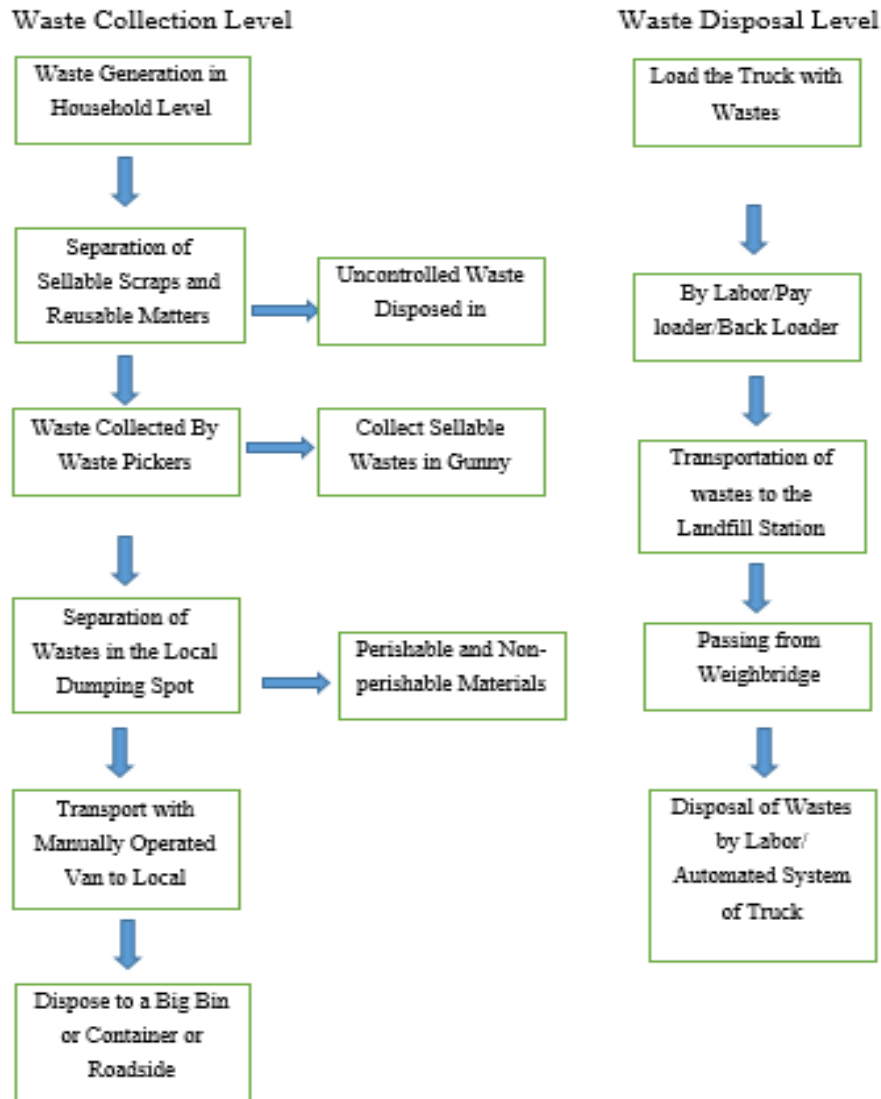 Waste Collection Level
Waste Generation in
Household Level
Separation of
Sellable Scraps and
Reusable Matters
Uncontrolled Waste
Disposed in
Waste Collected By
Waste Pickers
Collect Sellable
Wastes in Gunny
Separation of
Wastes in the Local
Dumping Spot
Perishable and Non-
perishable Materials
Transport with
Manually Operated
Van to Local
Dispose to a Big Bin
or Container or
Roadside
Waste Disposal Level
Load the Truck with
Wastes
By Labor/Pay
loader/Back Loader
Transportation of
wastes to the
Landfill Station
Passing from
Weighbridge
Disposal of Wastes
by Labor/
Automated System
of Truck